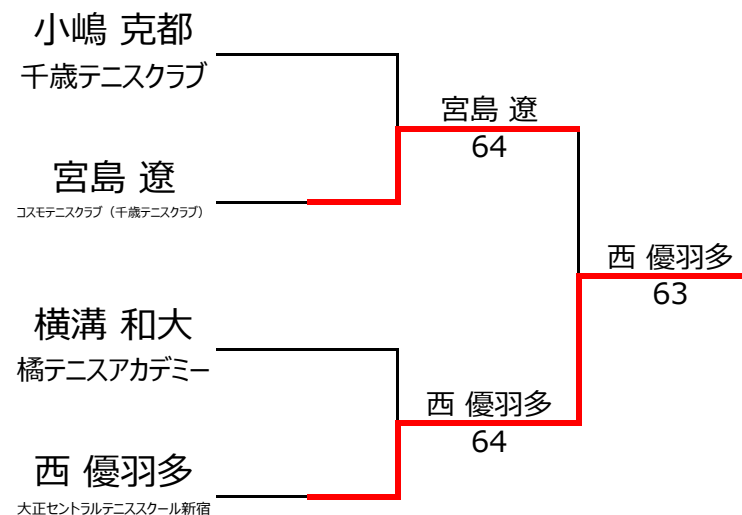 小嶋 克都
千歳テニスクラブ
宮島 遼
64
宮島 遼
コスモテニスクラブ（千歳テニスクラブ）
西 優羽多
63
横溝 和大
橘テニスアカデミー
西 優羽多
64
西 優羽多
大正セントラルテニススクール新宿